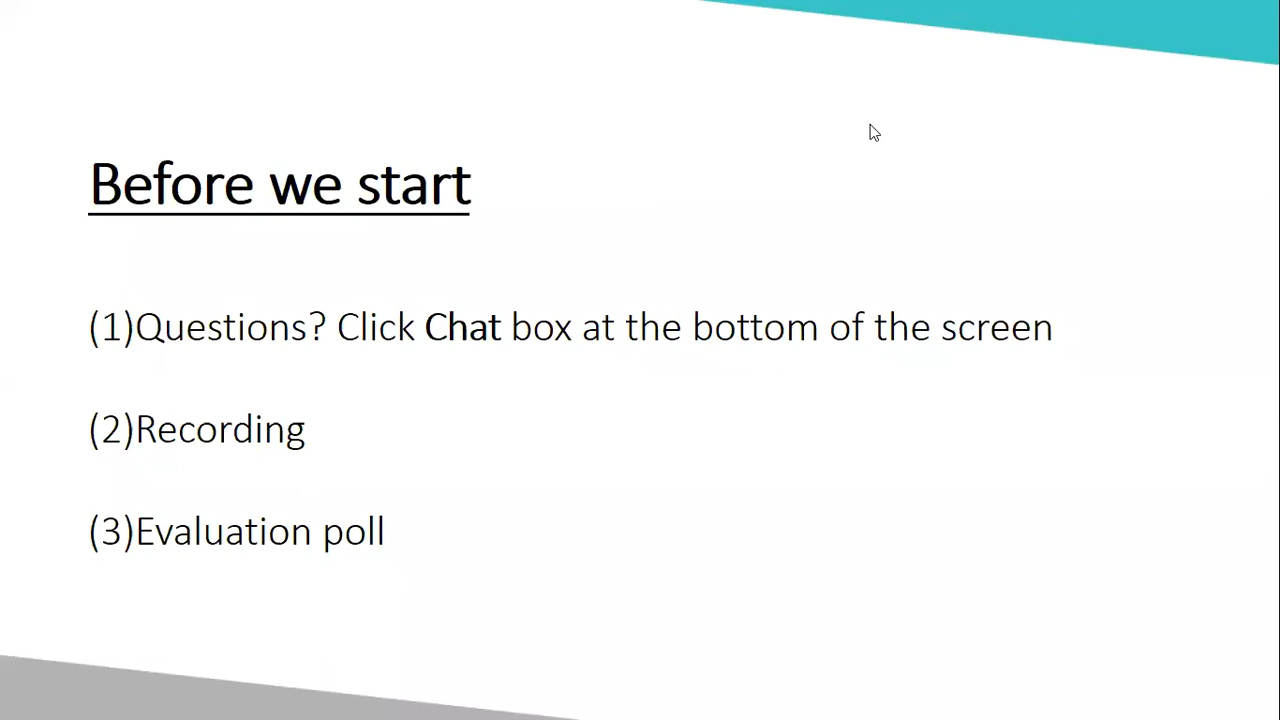 Before we start
(1)Questions? Click Chat box at the bottom of the screen
(2)Recording
(3)Evaluation poll